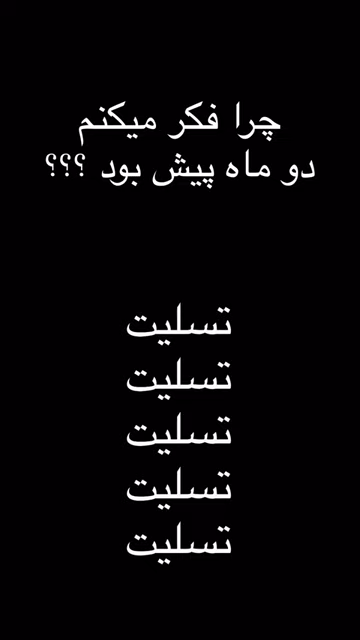 چرا فکر میکنم
دو ماه پیش بود ؟؟؟
تسلیت
تسلیت
تسلیت
تسلیت
تسلیت